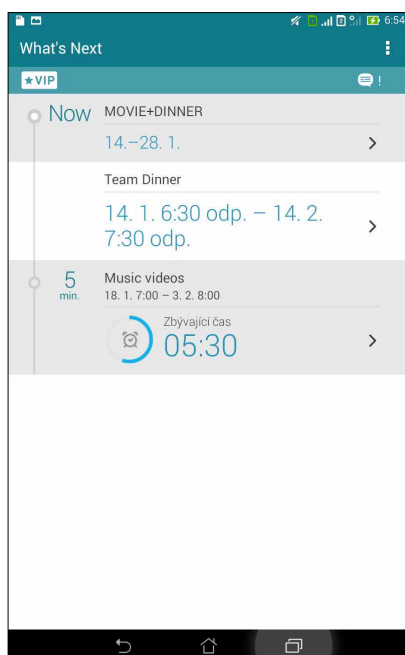 6:54
What's Next
★VIP
!
Now
MOVIE+DINNER
14.–28. 1.
Team Dinner
14. 1. 6:30 odp. – 14. 2.
7:30 odp.
5
min.
Music videos
18. 1. 7:00 – 3. 2. 8:00
Zbývající čas
05:30